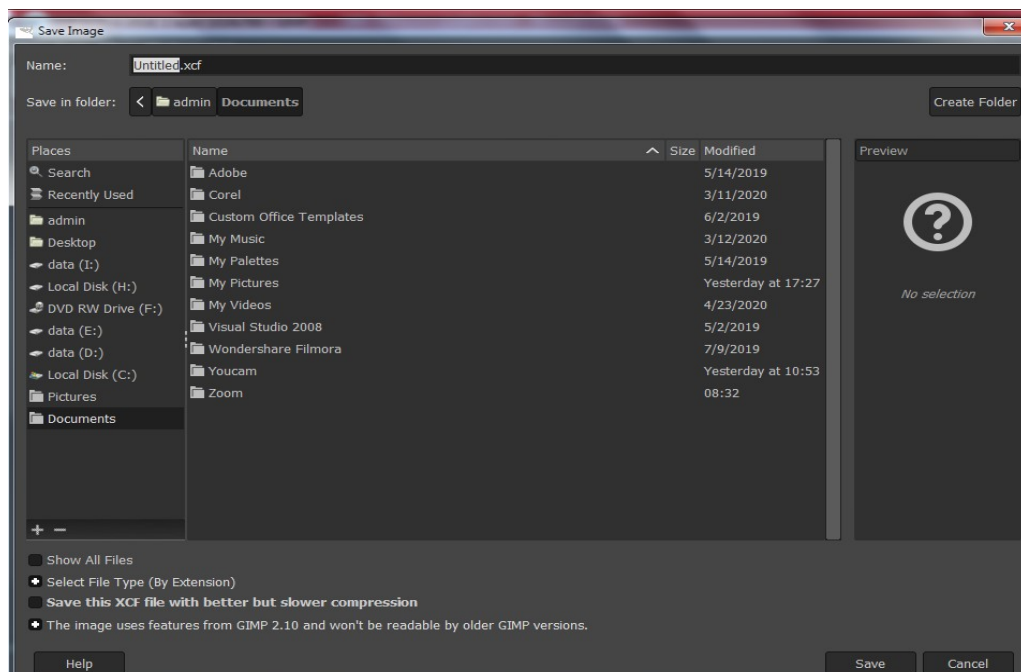 Save Image
Name: Untitled.xcf
Save in folder: < admin Documents Create Folder
Places Name Size Modified Preview
Search Adobe 5/14/2019
Recently Used Corel 3/11/2020
admin Custom Office Templates 6/2/2019
Desktop My Music 3/12/2020
data (I:) My Palettes 5/14/2019
Local Disk (H:) My Pictures Yesterday at 17:27
No selection
DVD RW Drive (F:) My Videos 4/23/2020
data (E:) Visual Studio 2008 5/2/2019
data (D:) Wondershare Filmora 7/9/2019
Local Disk (C:) Youcam Yesterday at 10:53
Pictures Zoom 08:32
Documents
Show All Files
Select File Type (By Extension)
Save this XCF file with better but slower compression
The image uses features from GIMP 2.10 and won't be readable by older GIMP versions.
Help Save Cancel